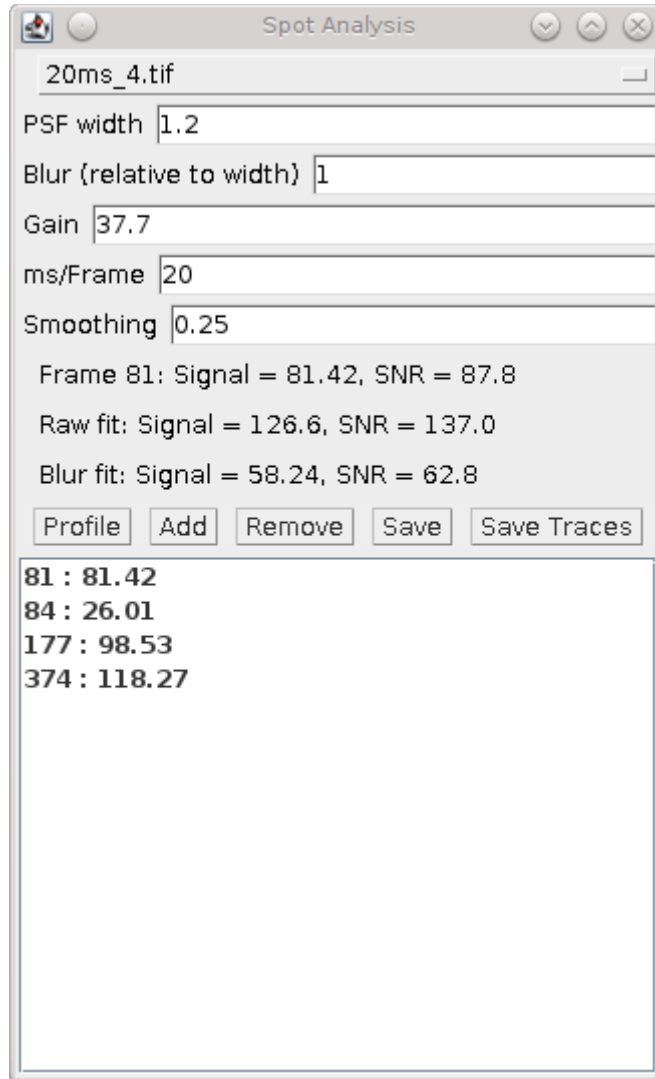 Spot Analysis
20ms_4.tif
PSF width 1.2
Blur (relative to width) 1
Gain 37.7
ms/Frame 20
Smoothing 0.25
Frame 81: Signal = 81.42, SNR = 87.8
Raw fit: Signal = 126.6, SNR = 137.0
Blur fit: Signal = 58.24, SNR = 62.8
Profile Add Remove Save Save Traces
81 : 81.42
84 : 26.01
177 : 98.53
374 : 118.27